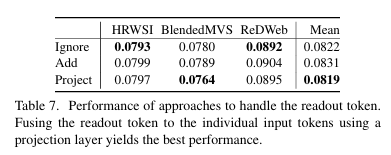 HRWSI BlendedMVS ReDWeb Mean
Ignore 0.0793 0.0780 0.0892 0.0822
Add 0.0799 0.0789 0.0904 0.0831
Project 0.0797 0.0764 0.0895 0.0819
Table 7. Performance of approaches to handle the readout token.
Fusing the readout token to the individual input tokens using a
projection layer yields the best performance.